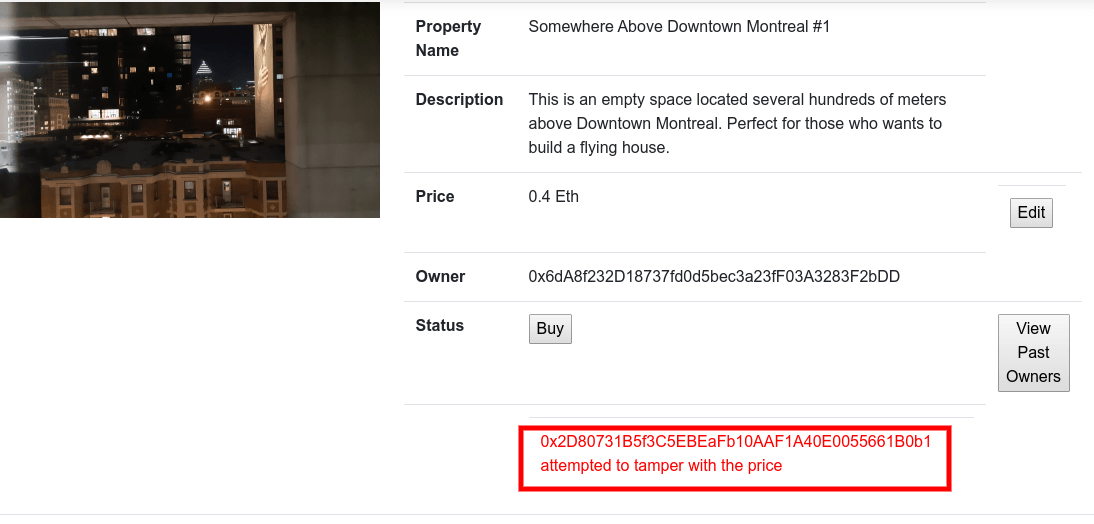 Property
Name
Somewhere Above Downtown Montreal #1
Description
This is an empty space located several hundreds of meters
above Downtown Montreal. Perfect for those who wants to
build a flying house.
Price
0.4 Eth
Edit
Owner
0x6dA8f232D18737fd0d5bec3a23fF03A3283F2bDD
Status
Buy
View
Past
Owners
0x2D80731B5f3C5EBEaFb10AAF1A40E0055661B0b1
attempted to tamper with the price